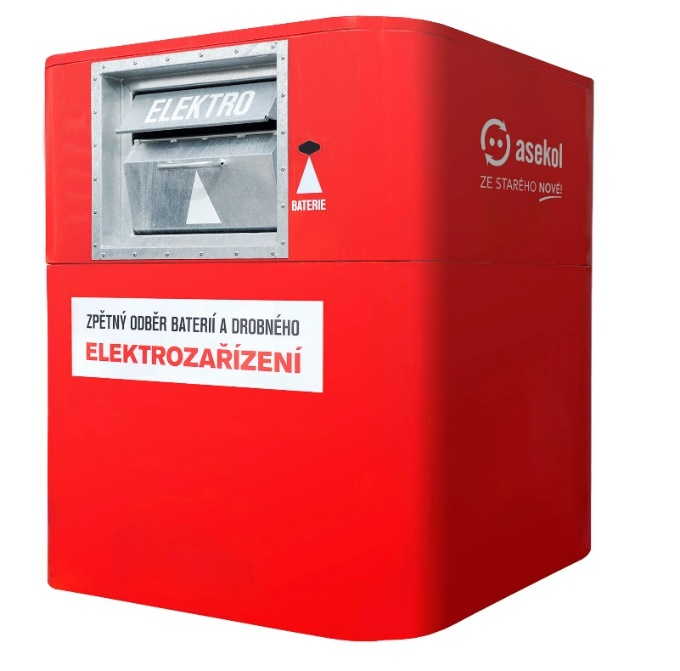 ELEKTRO
BATERIE
asekol
ZE STARÉHO NOVÉ!
ZPĚTNÝ ODBĚR BATERIÍ A DROBNÉHO
ELEKTROZAŘÍZENÍ